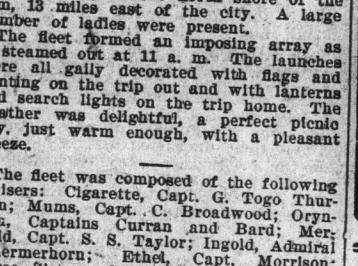 m, 13 miles east of the city. A large
mber of ladies were present.
The fleet formed an imposing array as
steamed out at 11 a. m. The launches
re all gaily decorated with flags and
nting on the trip out and with lanterns
d search lights on the trip home. The
ather was delightful, a perfect picnic
y, just warm enough, with a pleasant
eeze.
The fleet was composed of the following
isers: Cigarette, Capt. G. Togo Thur-
n; Mums, Capt. C. Broadwood; Oryn-
Captains Curran and Bard; Mer-
ld, Capt. S. S. Taylor; Ingold, Admiral
ermerhorn; Ethel, Capt. Morrison;